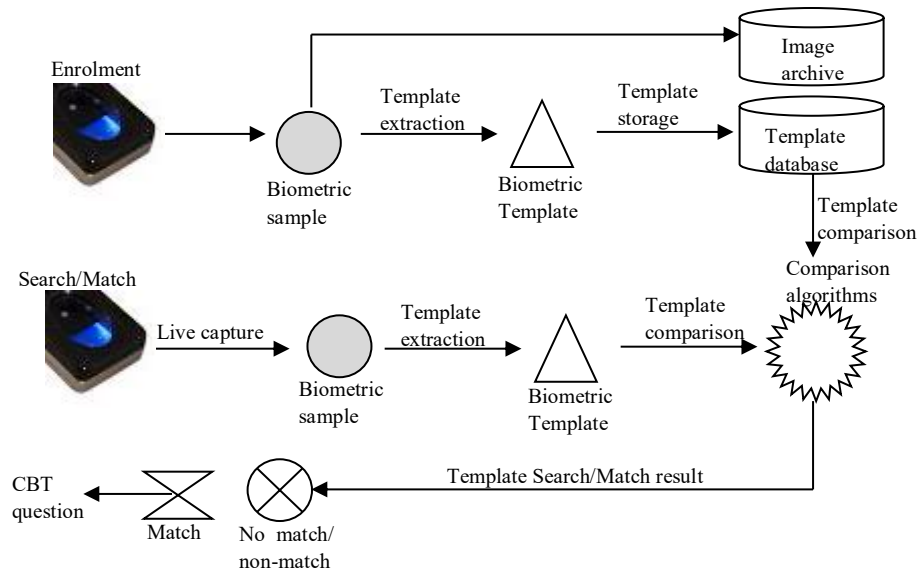 Enrolment
Image
archive
Template
extraction
Template
storage
Template
database
Biometric
sample
Biometric
Template
Template
comparison
Search/Match
Comparison
algorithms
Live capture
Template
extraction
Template
comparison
Biometric
sample
Biometric
Template
Template Search/Match result
CBT
question
Match
No match/
non-match